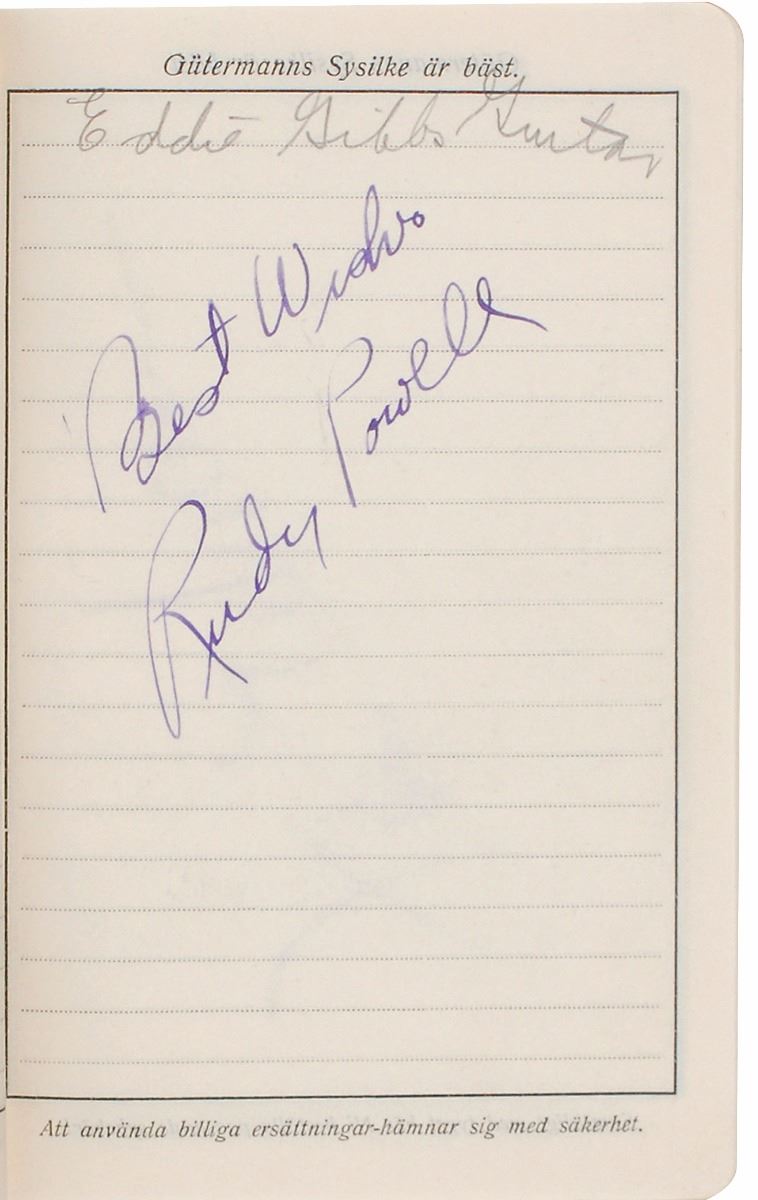 Gütermanns Sysilke är bäst.
Eddie Gibbs Guitar
Best Wishes
Rudy Powell
Att använda billiga ersättningar-hämnar sig med säkerhet.